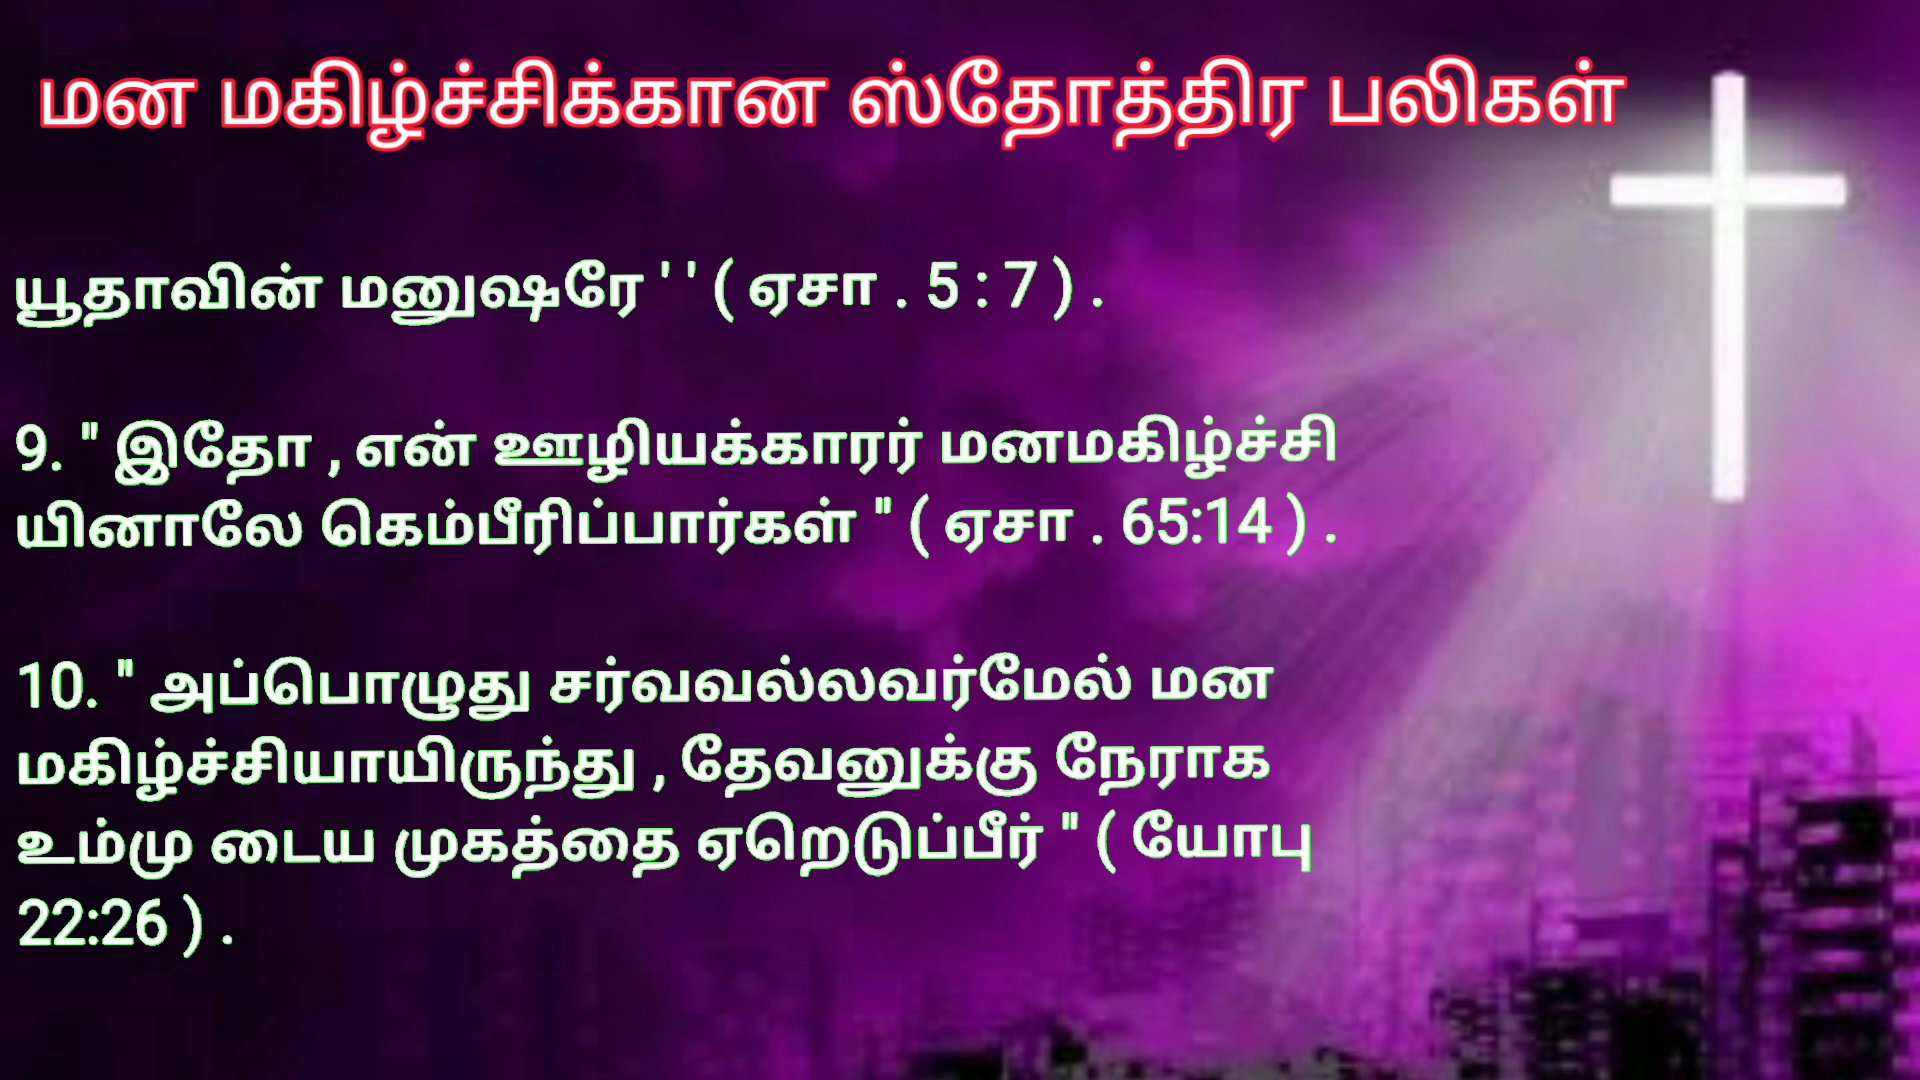 மன மகிழ்ச்சிக்கான ஸ்தோத்திர பலிகள்
யூதாவின் மனுஷரே ' ' ( ஏசா . 5 : 7 ) .
9. " இதோ , என் ஊழியக்காரர் மனமகிழ்ச்சி
யினாலே கெம்பீரிப்பார்கள் " ( ஏசா . 65:14 ) .
10. " அப்பொழுது சர்வவல்லவர்மேல் மன
மகிழ்ச்சியாயிருந்து , தேவனுக்கு நேராக
உம்மு டைய முகத்தை ஏறெடுப்பீர் " ( யோபு
22:26 ) .